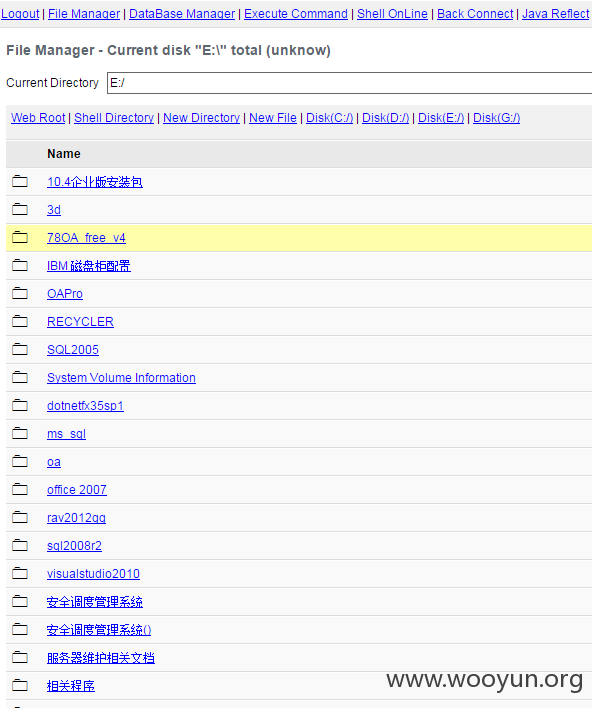 Logout | File Manager | DataBase Manager | Execute Command | Shell OnLine | Back Connect | Java Reflect
File Manager - Current disk "E:\" total (unknow)
Current Directory E:/
Web Root | Shell Directory | New Directory | New File | Disk(C:/) | Disk(D:/) | Disk(E:/) | Disk(G:/)
Name
10.4企业版安装包
3d
78OA_free_v4
IBM 磁盘柜配置
OAPro
RECYCLER
SQL2005
System Volume Information
dotnetfx35sp1
ms_sql
oa
office 2007
rav2012gg
sql2008r2
visualstudio2010
安全调度管理系统
安全调度管理系统()
服务器维护相关文档
相关程序
www.wooyun.org